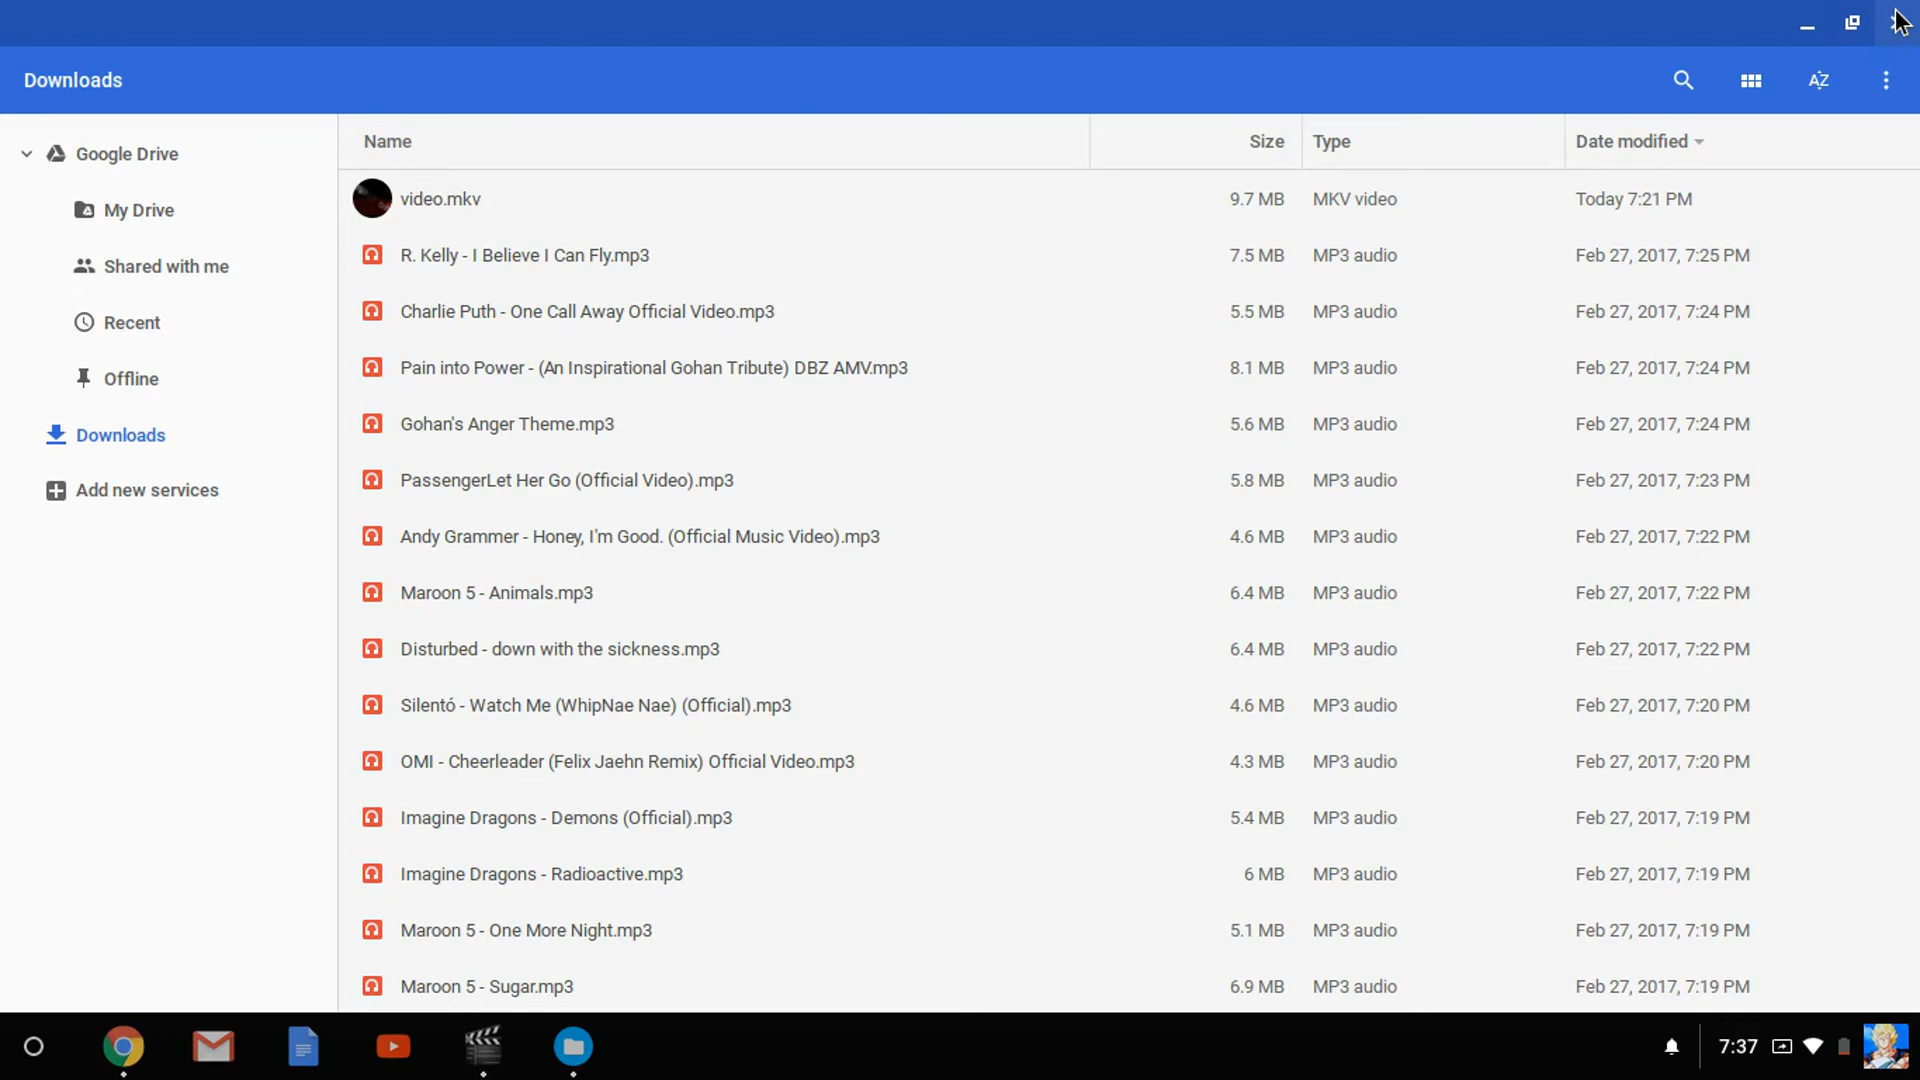 Downloads
AZ
Google Drive
My Drive
Shared with me
Recent
Offline
Downloads
Add new services
Name Size Type Date modified
video.mkv 9.7 MB MKV video Today 7:21 PM
R. Kelly - I Believe I Can Fly.mp3 7.5 MB MP3 audio Feb 27, 2017, 7:25 PM
Charlie Puth - One Call Away Official Video.mp3 5.5 MB MP3 audio Feb 27, 2017, 7:24 PM
Pain into Power - (An Inspirational Gohan Tribute) DBZ AMV.mp3 8.1 MB MP3 audio Feb 27, 2017, 7:24 PM
Gohan's Anger Theme.mp3 5.6 MB MP3 audio Feb 27, 2017, 7:24 PM
PassengerLet Her Go (Official Video).mp3 5.8 MB MP3 audio Feb 27, 2017, 7:23 PM
Andy Grammer - Honey, I'm Good. (Official Music Video).mp3 4.6 MB MP3 audio Feb 27, 2017, 7:22 PM
Maroon 5 - Animals.mp3 6.4 MB MP3 audio Feb 27, 2017, 7:22 PM
Disturbed - down with the sickness.mp3 6.4 MB MP3 audio Feb 27, 2017, 7:22 PM
Silentó - Watch Me (WhipNae Nae) (Official).mp3 4.6 MB MP3 audio Feb 27, 2017, 7:20 PM
OMI - Cheerleader (Felix Jaehn Remix) Official Video.mp3 4.3 MB MP3 audio Feb 27, 2017, 7:20 PM
Imagine Dragons - Demons (Official).mp3 5.4 MB MP3 audio Feb 27, 2017, 7:19 PM
Imagine Dragons - Radioactive.mp3 6 MB MP3 audio Feb 27, 2017, 7:19 PM
Maroon 5 - One More Night.mp3 5.1 MB MP3 audio Feb 27, 2017, 7:19 PM
Maroon 5 - Sugar.mp3 6.9 MB MP3 audio Feb 27, 2017, 7:19 PM
7:37